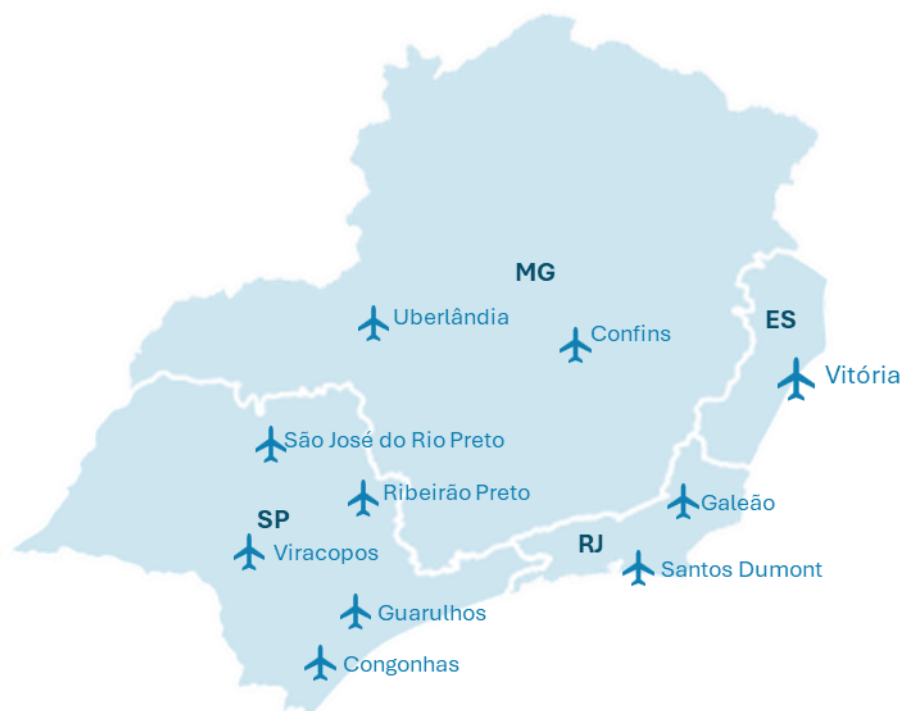 MG
Uberlândia
Confins
ES
Vitória
São José do Rio Preto
Ribeirão Preto
Galeão
SP
Viracopos
RJ
Santos Dumont
Guarulhos
Congonhas